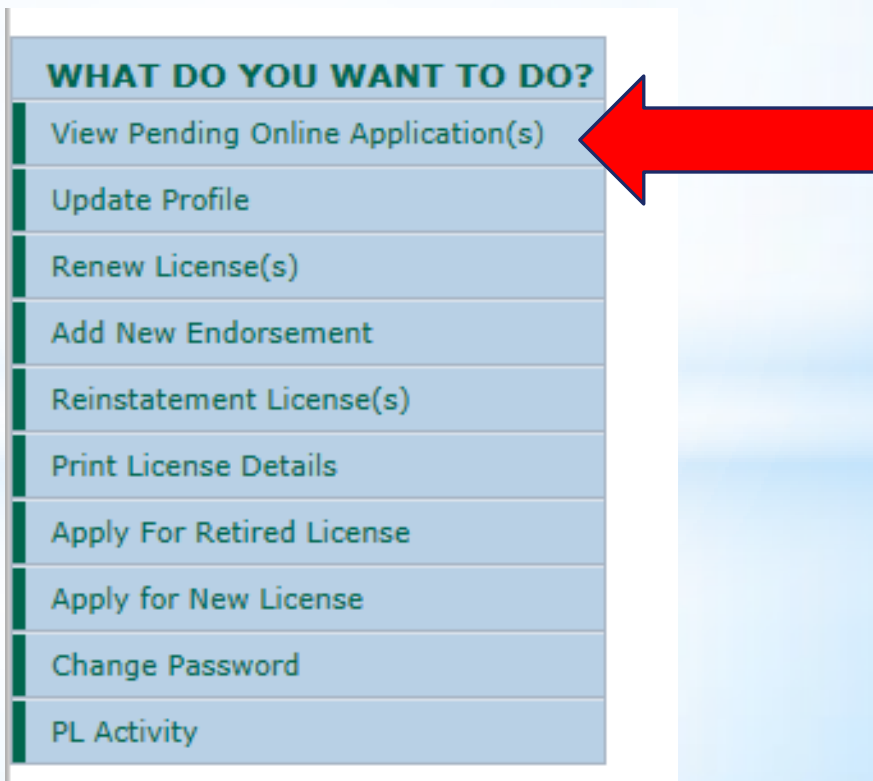 WHAT DO YOU WANT TO DO?
View Pending Online Application(s)
Update Profile
Renew License(s)
Add New Endorsement
Reinstatement License(s)
Print License Details
Apply For Retired License
Apply for New License
Change Password
PL Activity